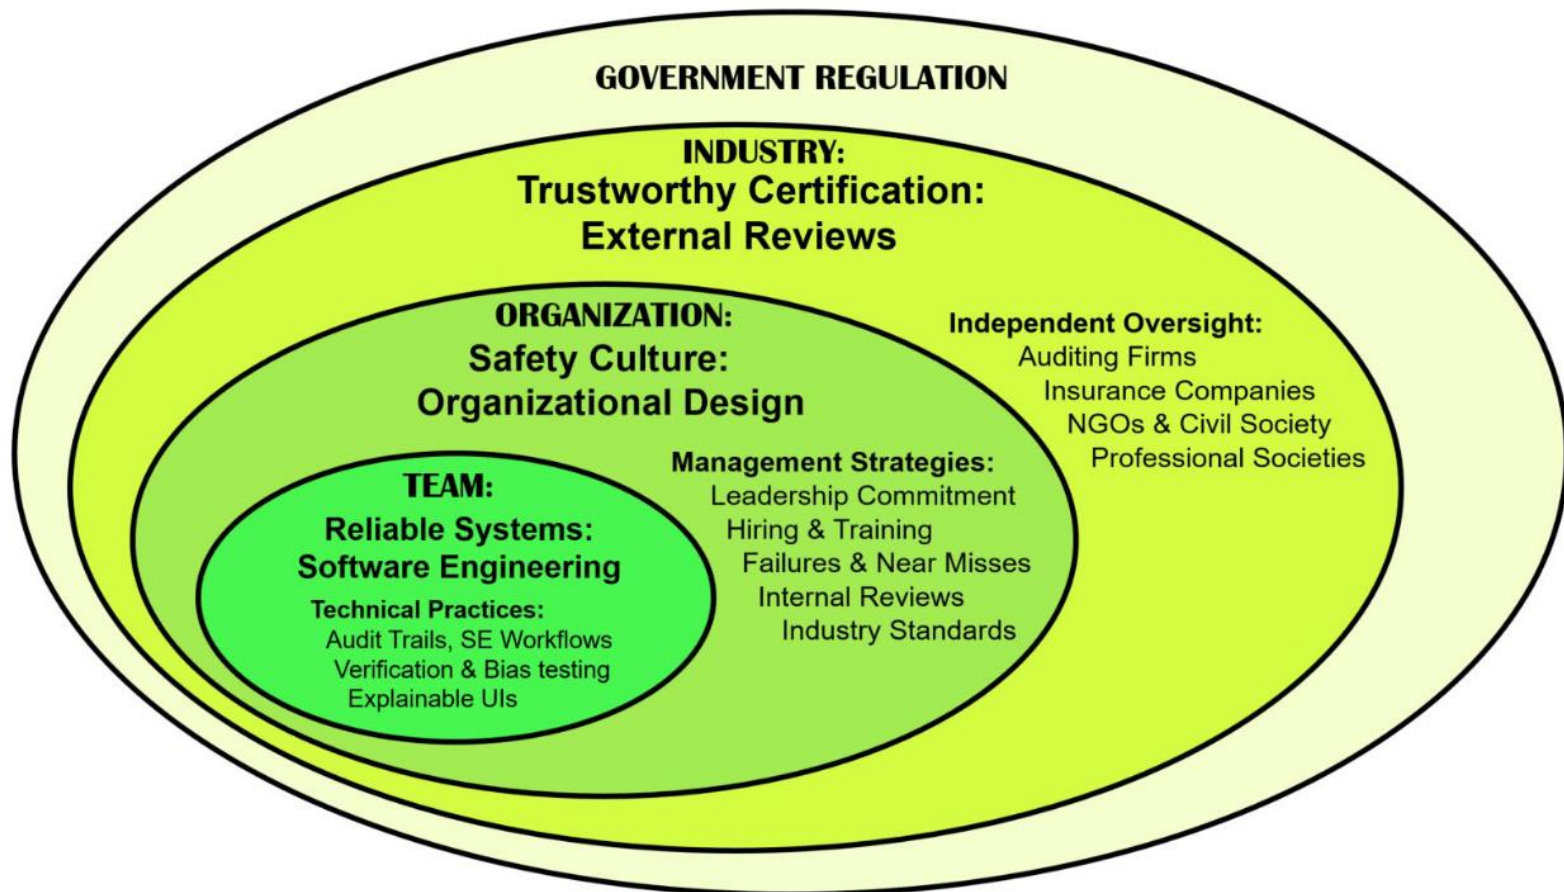 GOVERNMENT REGULATION
INDUSTRY:
Trustworthy Certification:
External Reviews
Independent Oversight:
Auditing Firms
Insurance Companies
NGOs & Civil Society
Professional Societies
ORGANIZATION:
Safety Culture:
Organizational Design
Management Strategies:
Leadership Commitment
Hiring & Training
Failures & Near Misses
Internal Reviews
Industry Standards
TEAM:
Reliable Systems:
Software Engineering
Technical Practices:
Audit Trails, SE Workflows
Verification & Bias testing
Explainable UIs